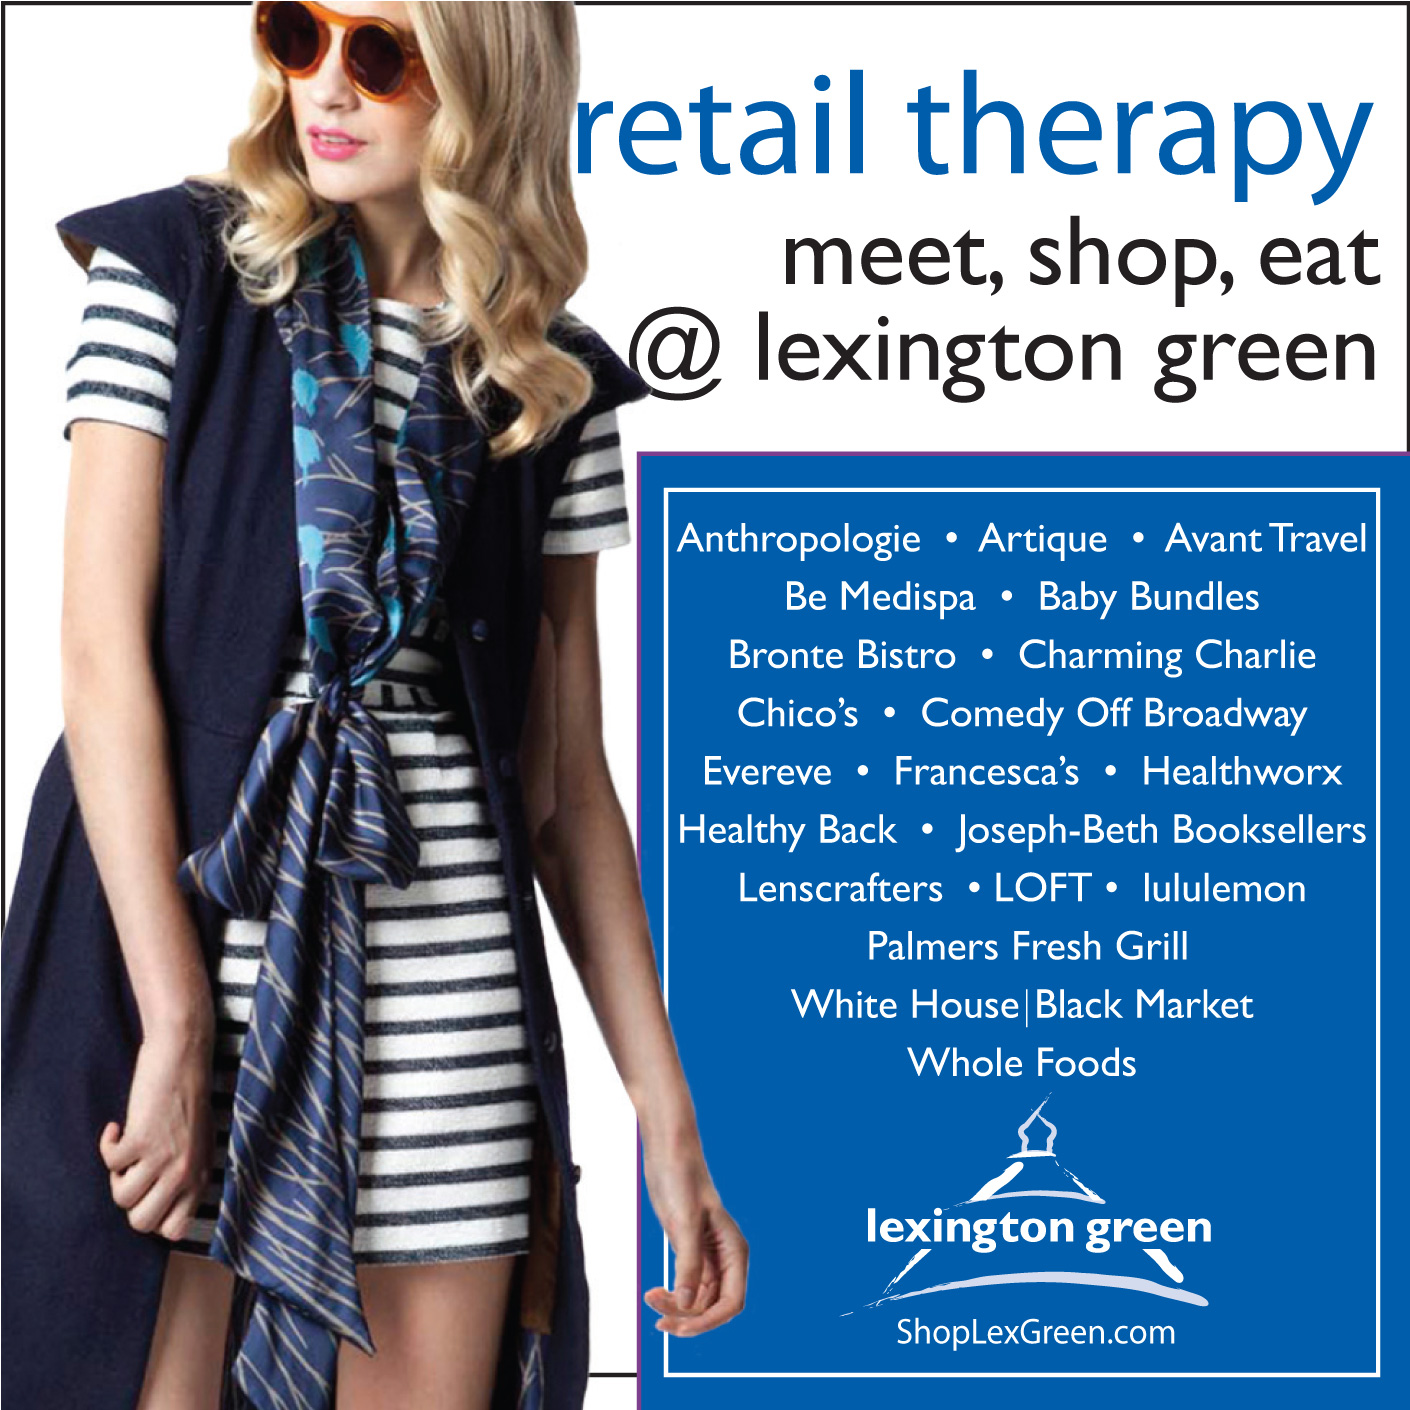 retail therapy
meet, shop, eat
@ lexington green
Anthropologie • Artique • Avant Travel
Be Medispa • Baby Bundles
Bronte Bistro • Charming Charlie
Chico’s • Comedy Off Broadway
Evereve • Francesca’s • Healthworx
Healthy Back • Joseph-Beth Booksellers
Lenscrafters • LOFT • lululemon
Palmers Fresh Grill
White House|Black Market
Whole Foods
lexington green
ShopLexGreen.com